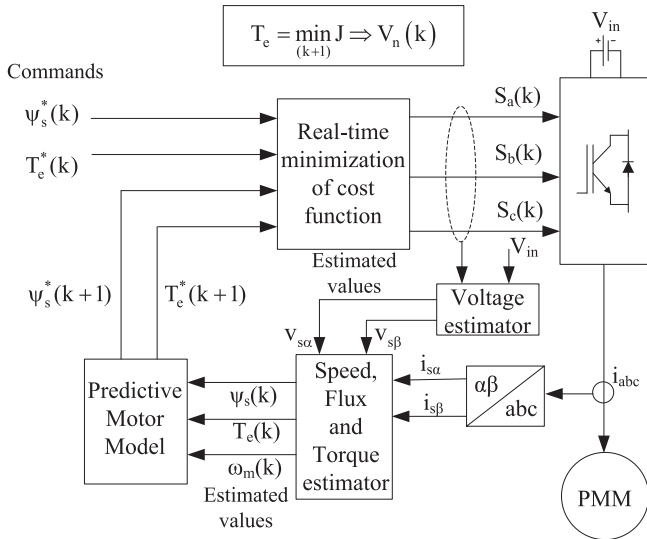 T_e = min J ⇒ V_n (k)
(k+1)
V_in
+ -
Commands
ψ_s^*(k)
T_e^*(k)
Real-time
minimization
of cost
function
S_a(k)
S_b(k)
S_c(k)
Estimated
values
V_in
ψ_s^*(k+1)
T_e^*(k+1)
Voltage
estimator
v_sα
v_sβ
Predictive
Motor
Model
ψ_s(k)
T_e(k)
ω_m(k)
Estimated
values
Speed,
Flux
and
Torque
estimator
i_sα
i_sβ
αβ
abc
i_abc
PMM